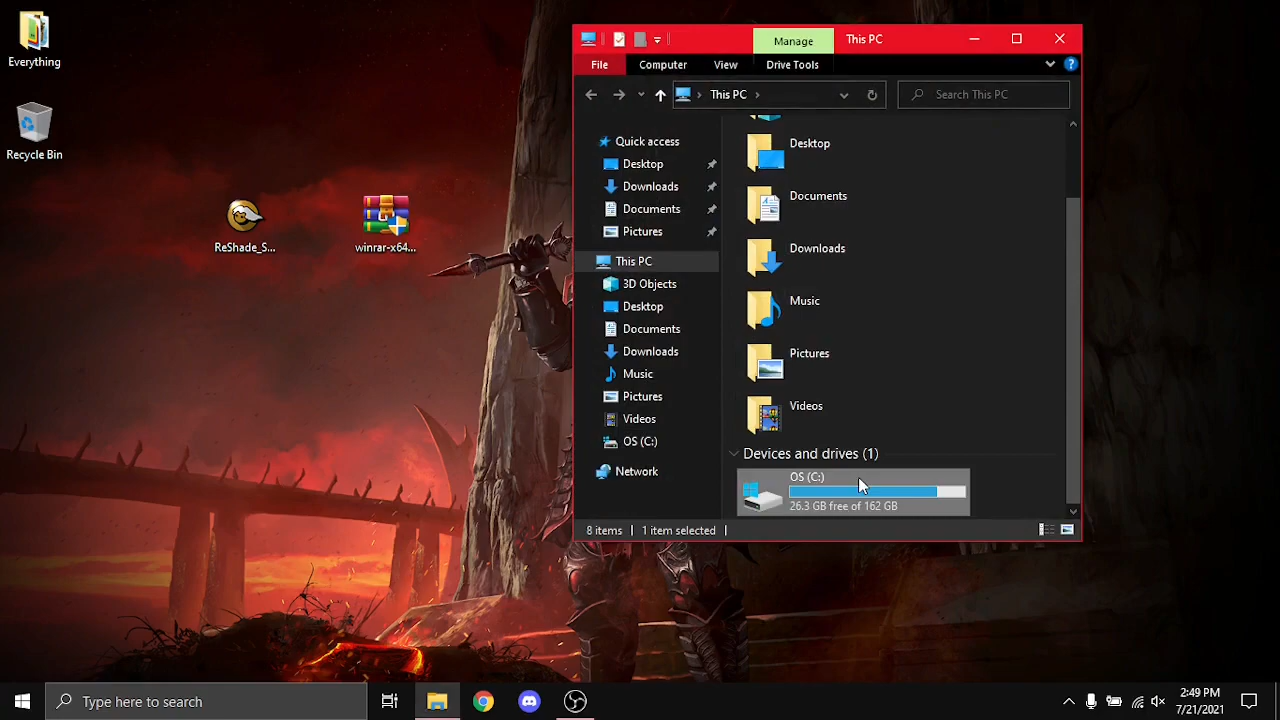 Everything
Recycle Bin
ReShade_S...
winrar-x64...
Manage
This PC
File
Computer
View
Drive Tools
This PC
Search This PC
Quick access
Desktop
Downloads
Documents
Pictures
This PC
3D Objects
Desktop
Documents
Downloads
Music
Pictures
Videos
OS (C:)
Network
Desktop
Documents
Downloads
Music
Pictures
Videos
Devices and drives (1)
OS (C:)
26.3 GB free of 162 GB
8 items
1 item selected
Type here to search
2:49 PM
7/21/2021